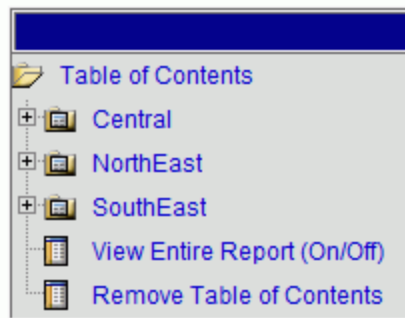 Table of Contents
Central
NorthEast
SouthEast
View Entire Report (On/Off)
Remove Table of Contents